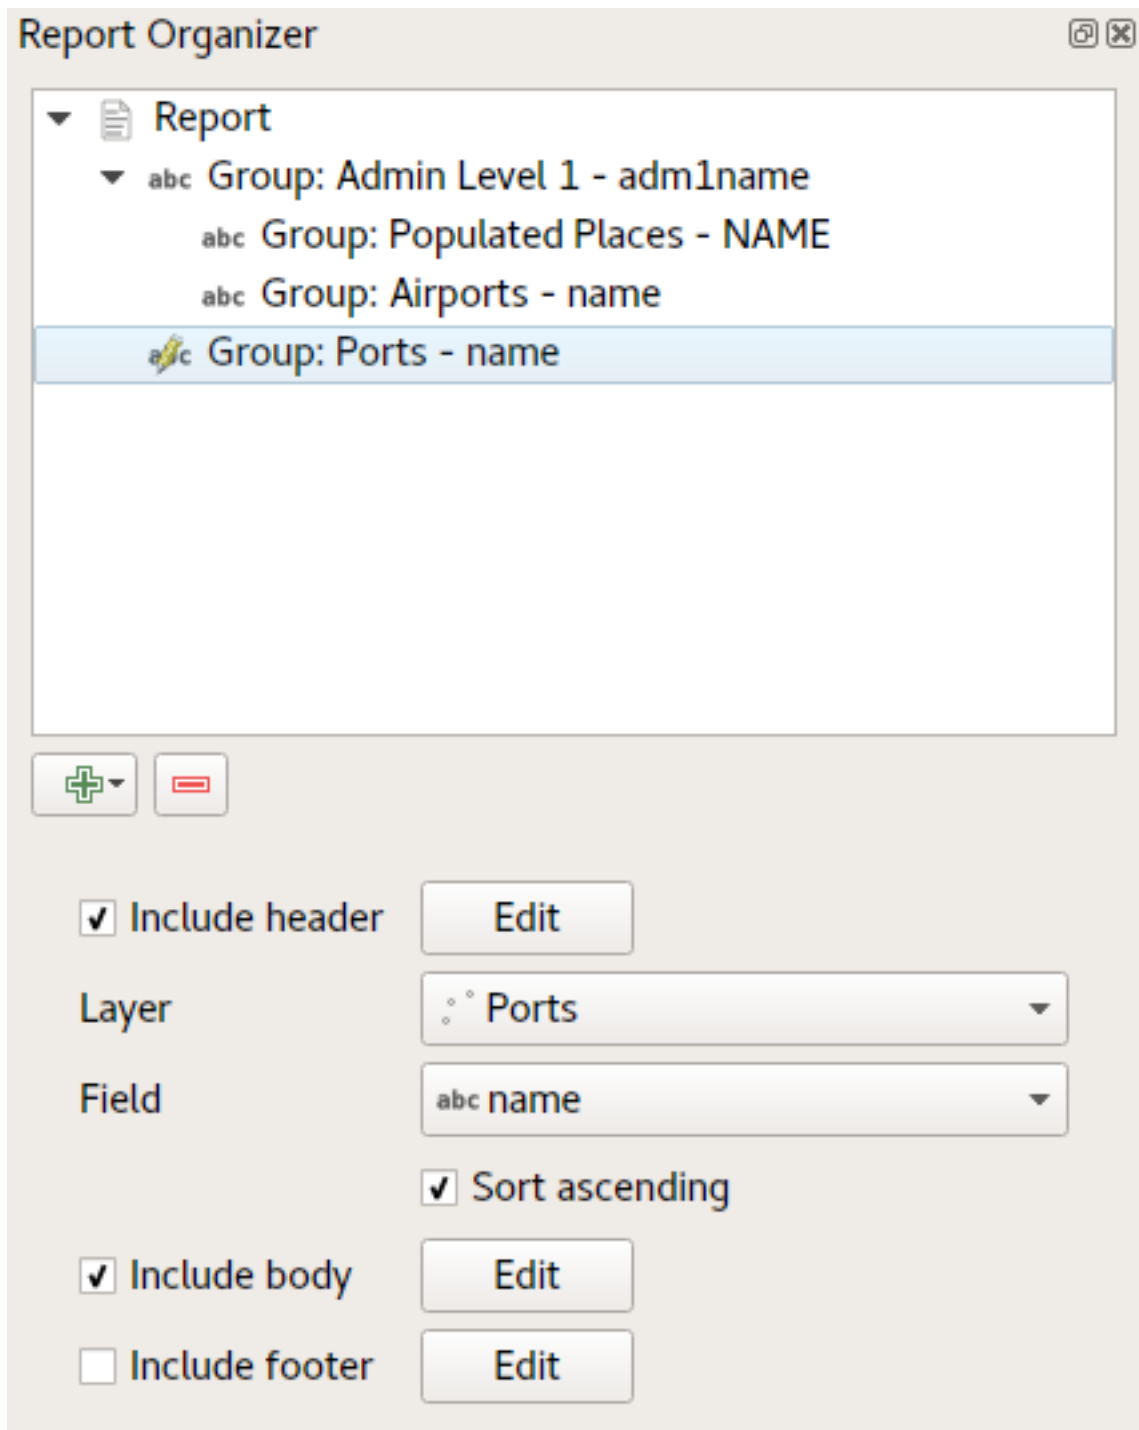 Report Organizer
Report
abc Group: Admin Level 1 - adm1name
abc Group: Populated Places - NAME
abc Group: Airports - name
abc Group: Ports - name
Include header Edit
Layer Ports
Field abc name
Sort ascending
Include body Edit
Include footer Edit